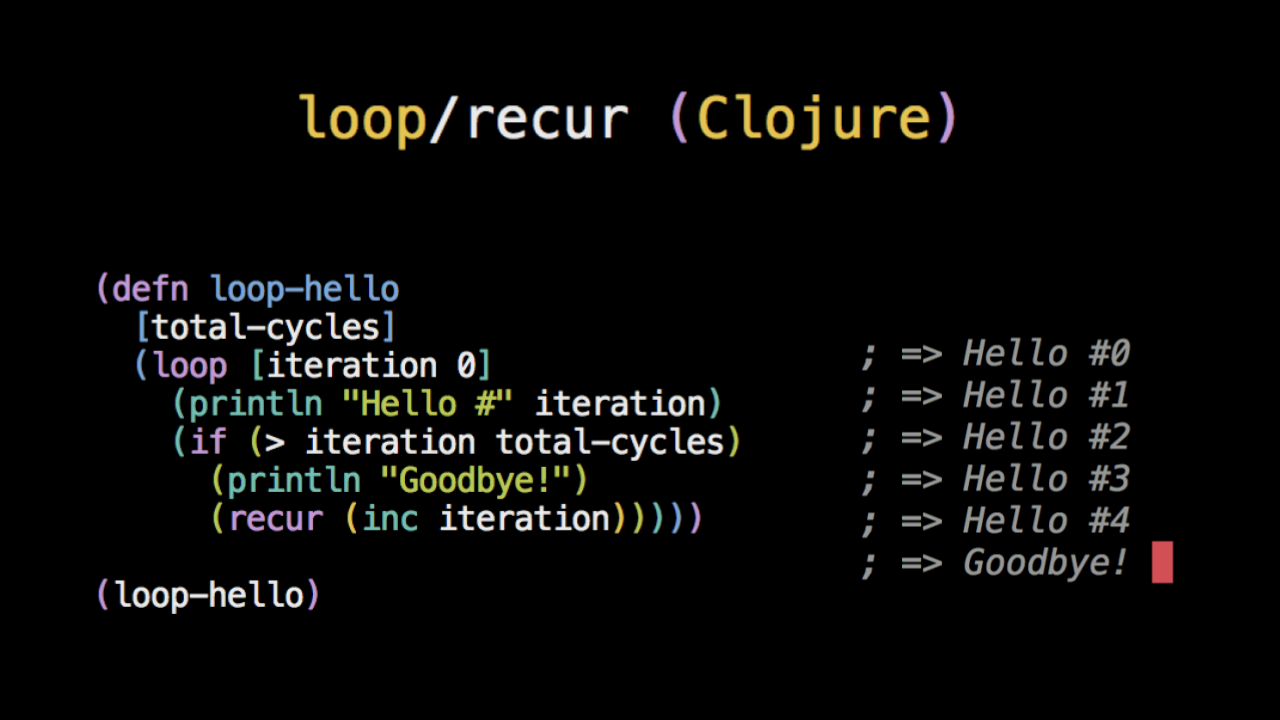 loop/recur (Clojure)
(defn loop-hello
  [total-cycles]
  (loop [iteration 0]
    (println "Hello #" iteration)
    (if (> iteration total-cycles)
      (println "Goodbye!")
      (recur (inc iteration)))))
(loop-hello)
; => Hello #0
; => Hello #1
; => Hello #2
; => Hello #3
; => Hello #4
; => Goodbye!